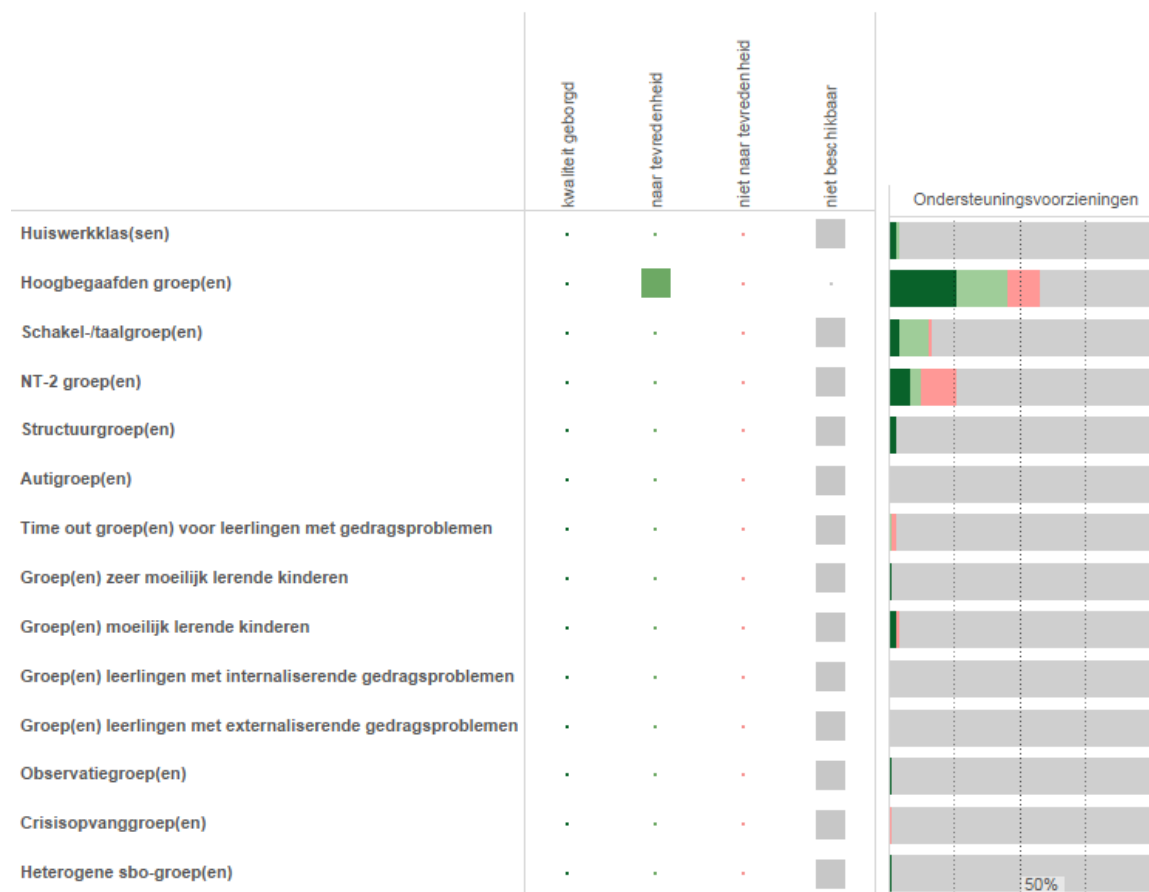 kwaliteit geborgd
naar tevredenheid
niet naar tevredenheid
niet beschikbaar
Ondersteuningsvoorzieningen
Huiswerkklas(sen)
Hoogbegaafden groep(en)
Schakel-/taalgroep(en)
NT-2 groep(en)
Structuurgroep(en)
Autigroep(en)
Time out groep(en) voor leerlingen met gedragsproblemen
Groep(en) zeer moeilijk lerende kinderen
Groep(en) moeilijk lerende kinderen
Groep(en) leerlingen met internaliserende gedragsproblemen
Groep(en) leerlingen met externaliserende gedragsproblemen
Observatiegroep(en)
Crisisopvanggroep(en)
Heterogene sbo-groep(en)
50%